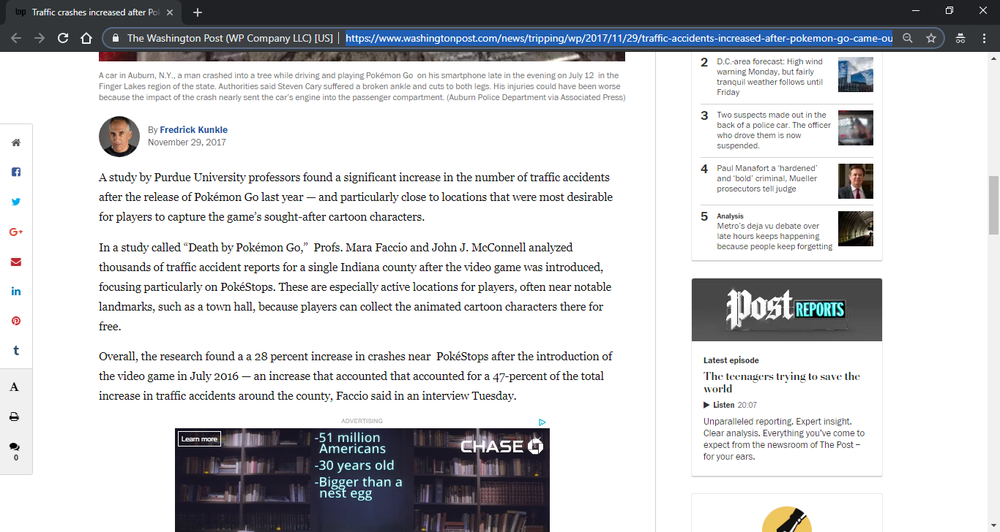 wp Traffic crashes increased after Po
The Washington Post (WP Company LLC) [US] | https://www.washingtonpost.com/news/tripping/wp/2017/11/29/traffic-accidents-increased-after-pokemon-go-came-ou
A car in Auburn, N.Y., a man crashed into a tree while driving and playing Pokémon Go on his smartphone late in the evening on July 12 in the
Finger Lakes region of the state. Authorities said Steven Cary suffered a broken ankle and cuts to both legs. His injuries could have been worse
because the impact of the crash nearly sent the car's engine into the passenger compartment. (Auburn Police Department via Associated Press)
By Fredrick Kunkle
November 29, 2017
A study by Purdue University professors found a significant increase in the number of traffic accidents
after the release of Pokémon Go last year — and particularly close to locations that were most desirable
for players to capture the game's sought-after cartoon characters.
In a study called “Death by Pokémon Go,” Profs. Mara Faccio and John J. McConnell analyzed
thousands of traffic accident reports for a single Indiana county after the video game was introduced,
focusing particularly on PokéStops. These are especially active locations for players, often near notable
landmarks, such as a town hall, because players can collect the animated cartoon characters there for
free.
Overall, the research found a a 28 percent increase in crashes near PokéStops after the introduction of
the video game in July 2016 — an increase that accounted that accounted for a 47-percent of the total
increase in traffic accidents around the county, Faccio said in an interview Tuesday.
ADVERTISING
Learn more
-51 million
Americans
-30 years old
-Bigger than a
nest egg
CHASE
G+
in
t
A
0
2 D.C.-area forecast: High wind
warning Monday, but fairly
tranquil weather follows until
Friday
3 Two suspects made out in the
back of a police car. The officer
who drove them is now
suspended.
4 Paul Manafort a ‘hardened’
and ‘bold’ criminal, Mueller
prosecutors tell judge
5 Analysis
Metro's deja vu debate over
late hours keeps happening
because people keep forgetting
Post REPORTS
Latest episode
The teenagers trying to save the
world
Listen 20:07
Unparalleled reporting. Expert insight.
Clear analysis. Everything you've come to
expect from the newsroom of The Post –
for your ears.